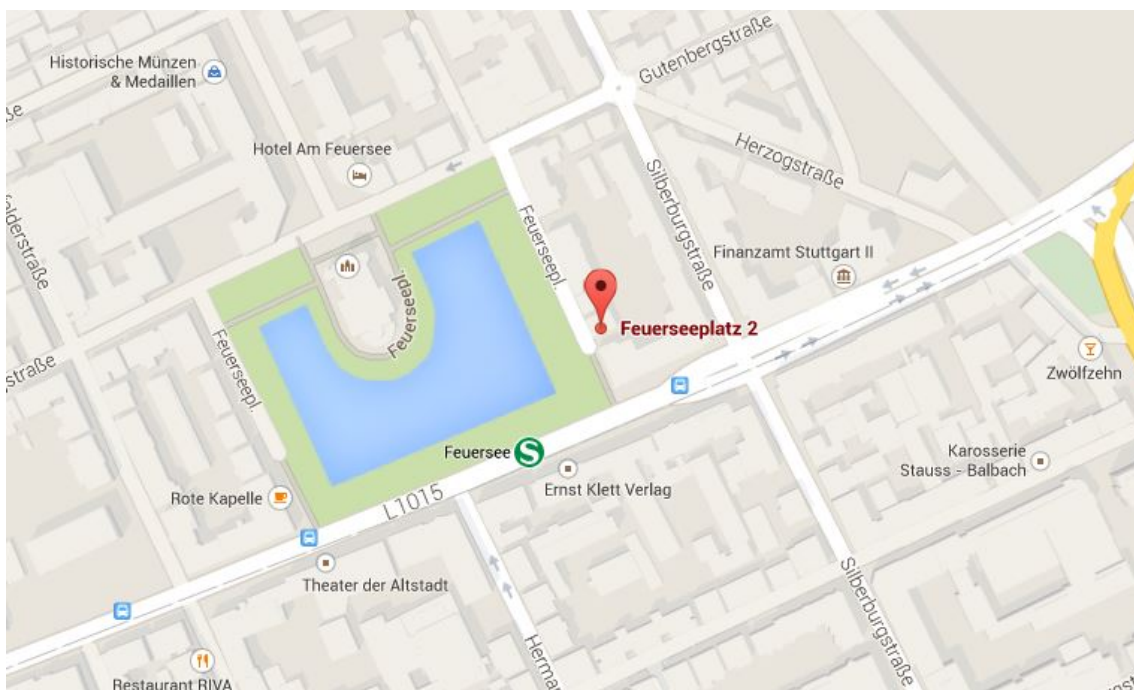 Historische Münzen
& Medaillen
Gutenbergstraße
Hotel Am Feuersee
Herzogstraße
Silberburgstraße
Feuerseepl.
Finanzamt Stuttgart II
Feuerseepl.
Feuerseeplatz 2
Feuerseepl.
Zwölfzehn
Feuersee S
Karosserie
Stauss - Balbach
Ernst Klett Verlag
Rote Kapelle
L1015
Theater der Altstadt
Silberburgstraße
Restaurant RIVA